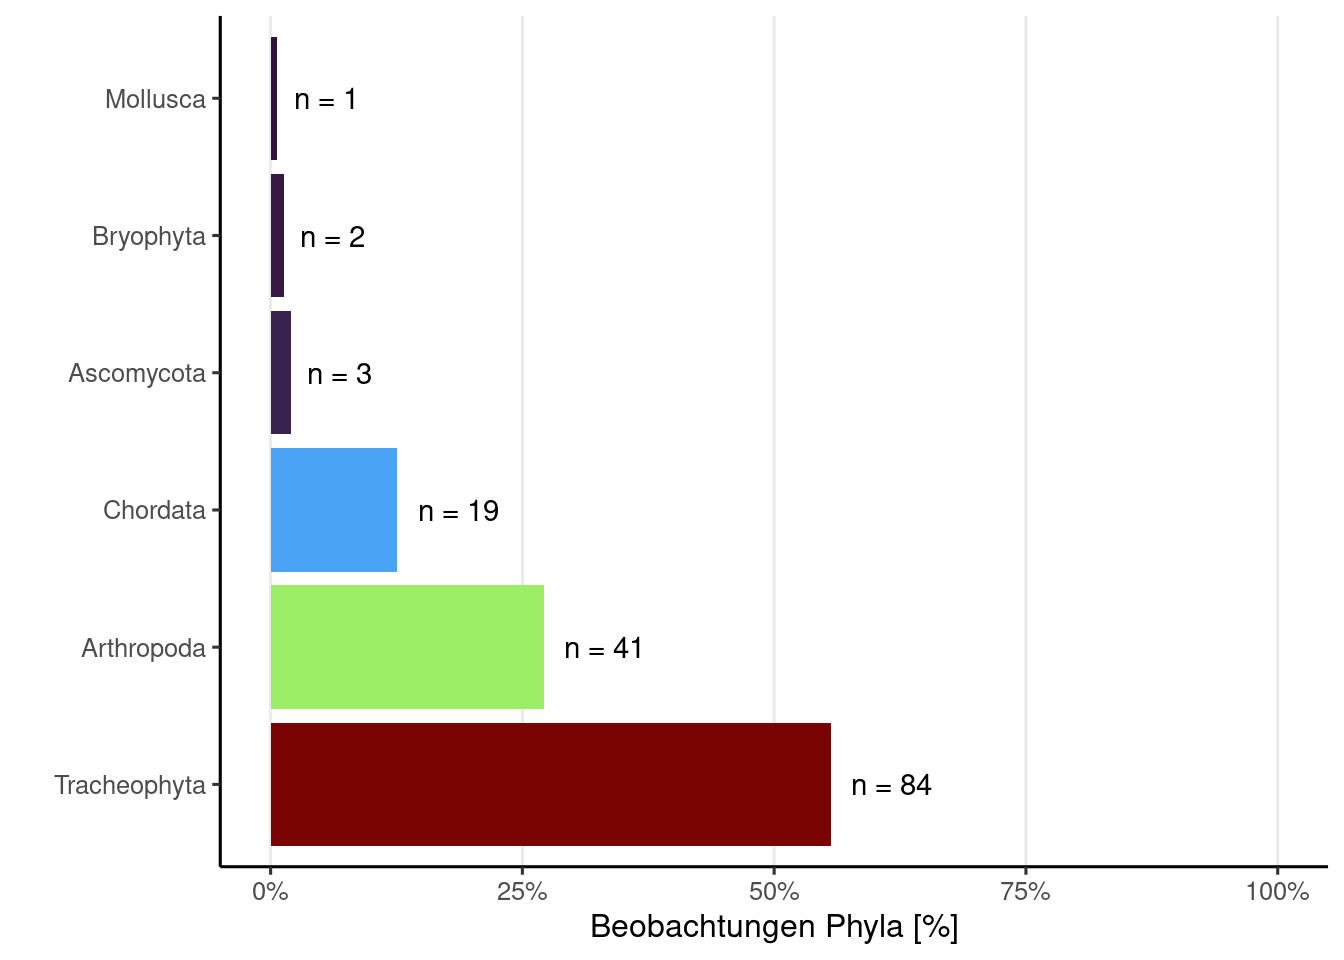 Mollusca
n = 1
Bryophyta
n = 2
Ascomycota
n = 3
Chordata
n = 19
Arthropoda
n = 41
Tracheophyta
n = 84
0% 25% 50% 75% 100%
Beobachtungen Phyla [%]